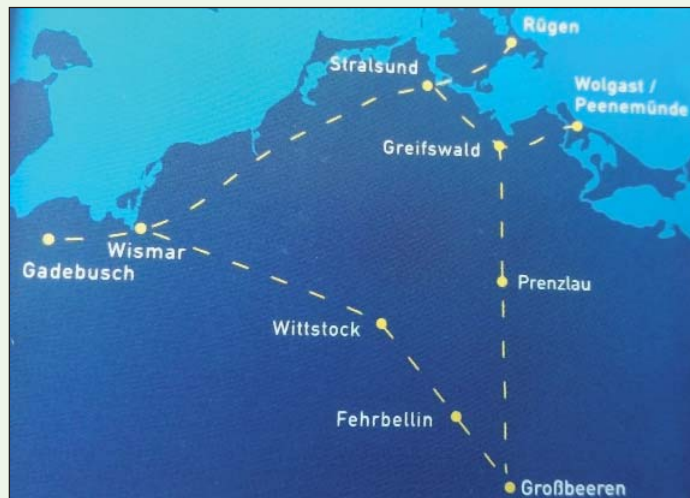 Rügen
Stralsund
Wolgast /
Peenemünde
Greifswald
Wismar
Gadebusch
Prenzlau
Wittstock
Fehrbellin
Großbeeren